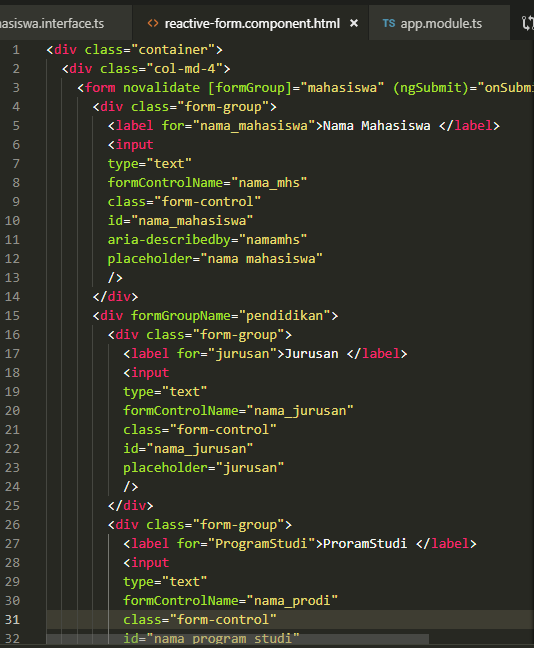 hasiswa.interface.ts <> reactive-form.component.html × TS app.module.ts
1 <div class="container">
2 <div class="col-md-4">
3 <form novalidate [formGroup]="mahasiswa" (ngSubmit)="onSubm
4 <div class="form-group">
5 <label for="nama_mahasiswa">Nama Mahasiswa </label>
6 <input
7 type="text"
8 formControlName="nama_mhs"
9 class="form-control"
10 id="nama_mahasiswa"
11 aria-describedby="namamhs"
12 placeholder="nama mahasiswa"
13 />
14 </div>
15 <div formGroupName="pendidikan">
16 <div class="form-group">
17 <label for="jurusan">Jurusan </label>
18 <input
19 type="text"
20 formControlName="nama_jurusan"
21 class="form-control"
22 id="nama_jurusan"
23 placeholder="jurusan"
24 />
25 </div>
26 <div class="form-group">
27 <label for="ProgramStudi">ProramStudi </label>
28 <input
29 type="text"
30 formControlName="nama_prodi"
31 class="form-control"
32 id="nama_program_studi"